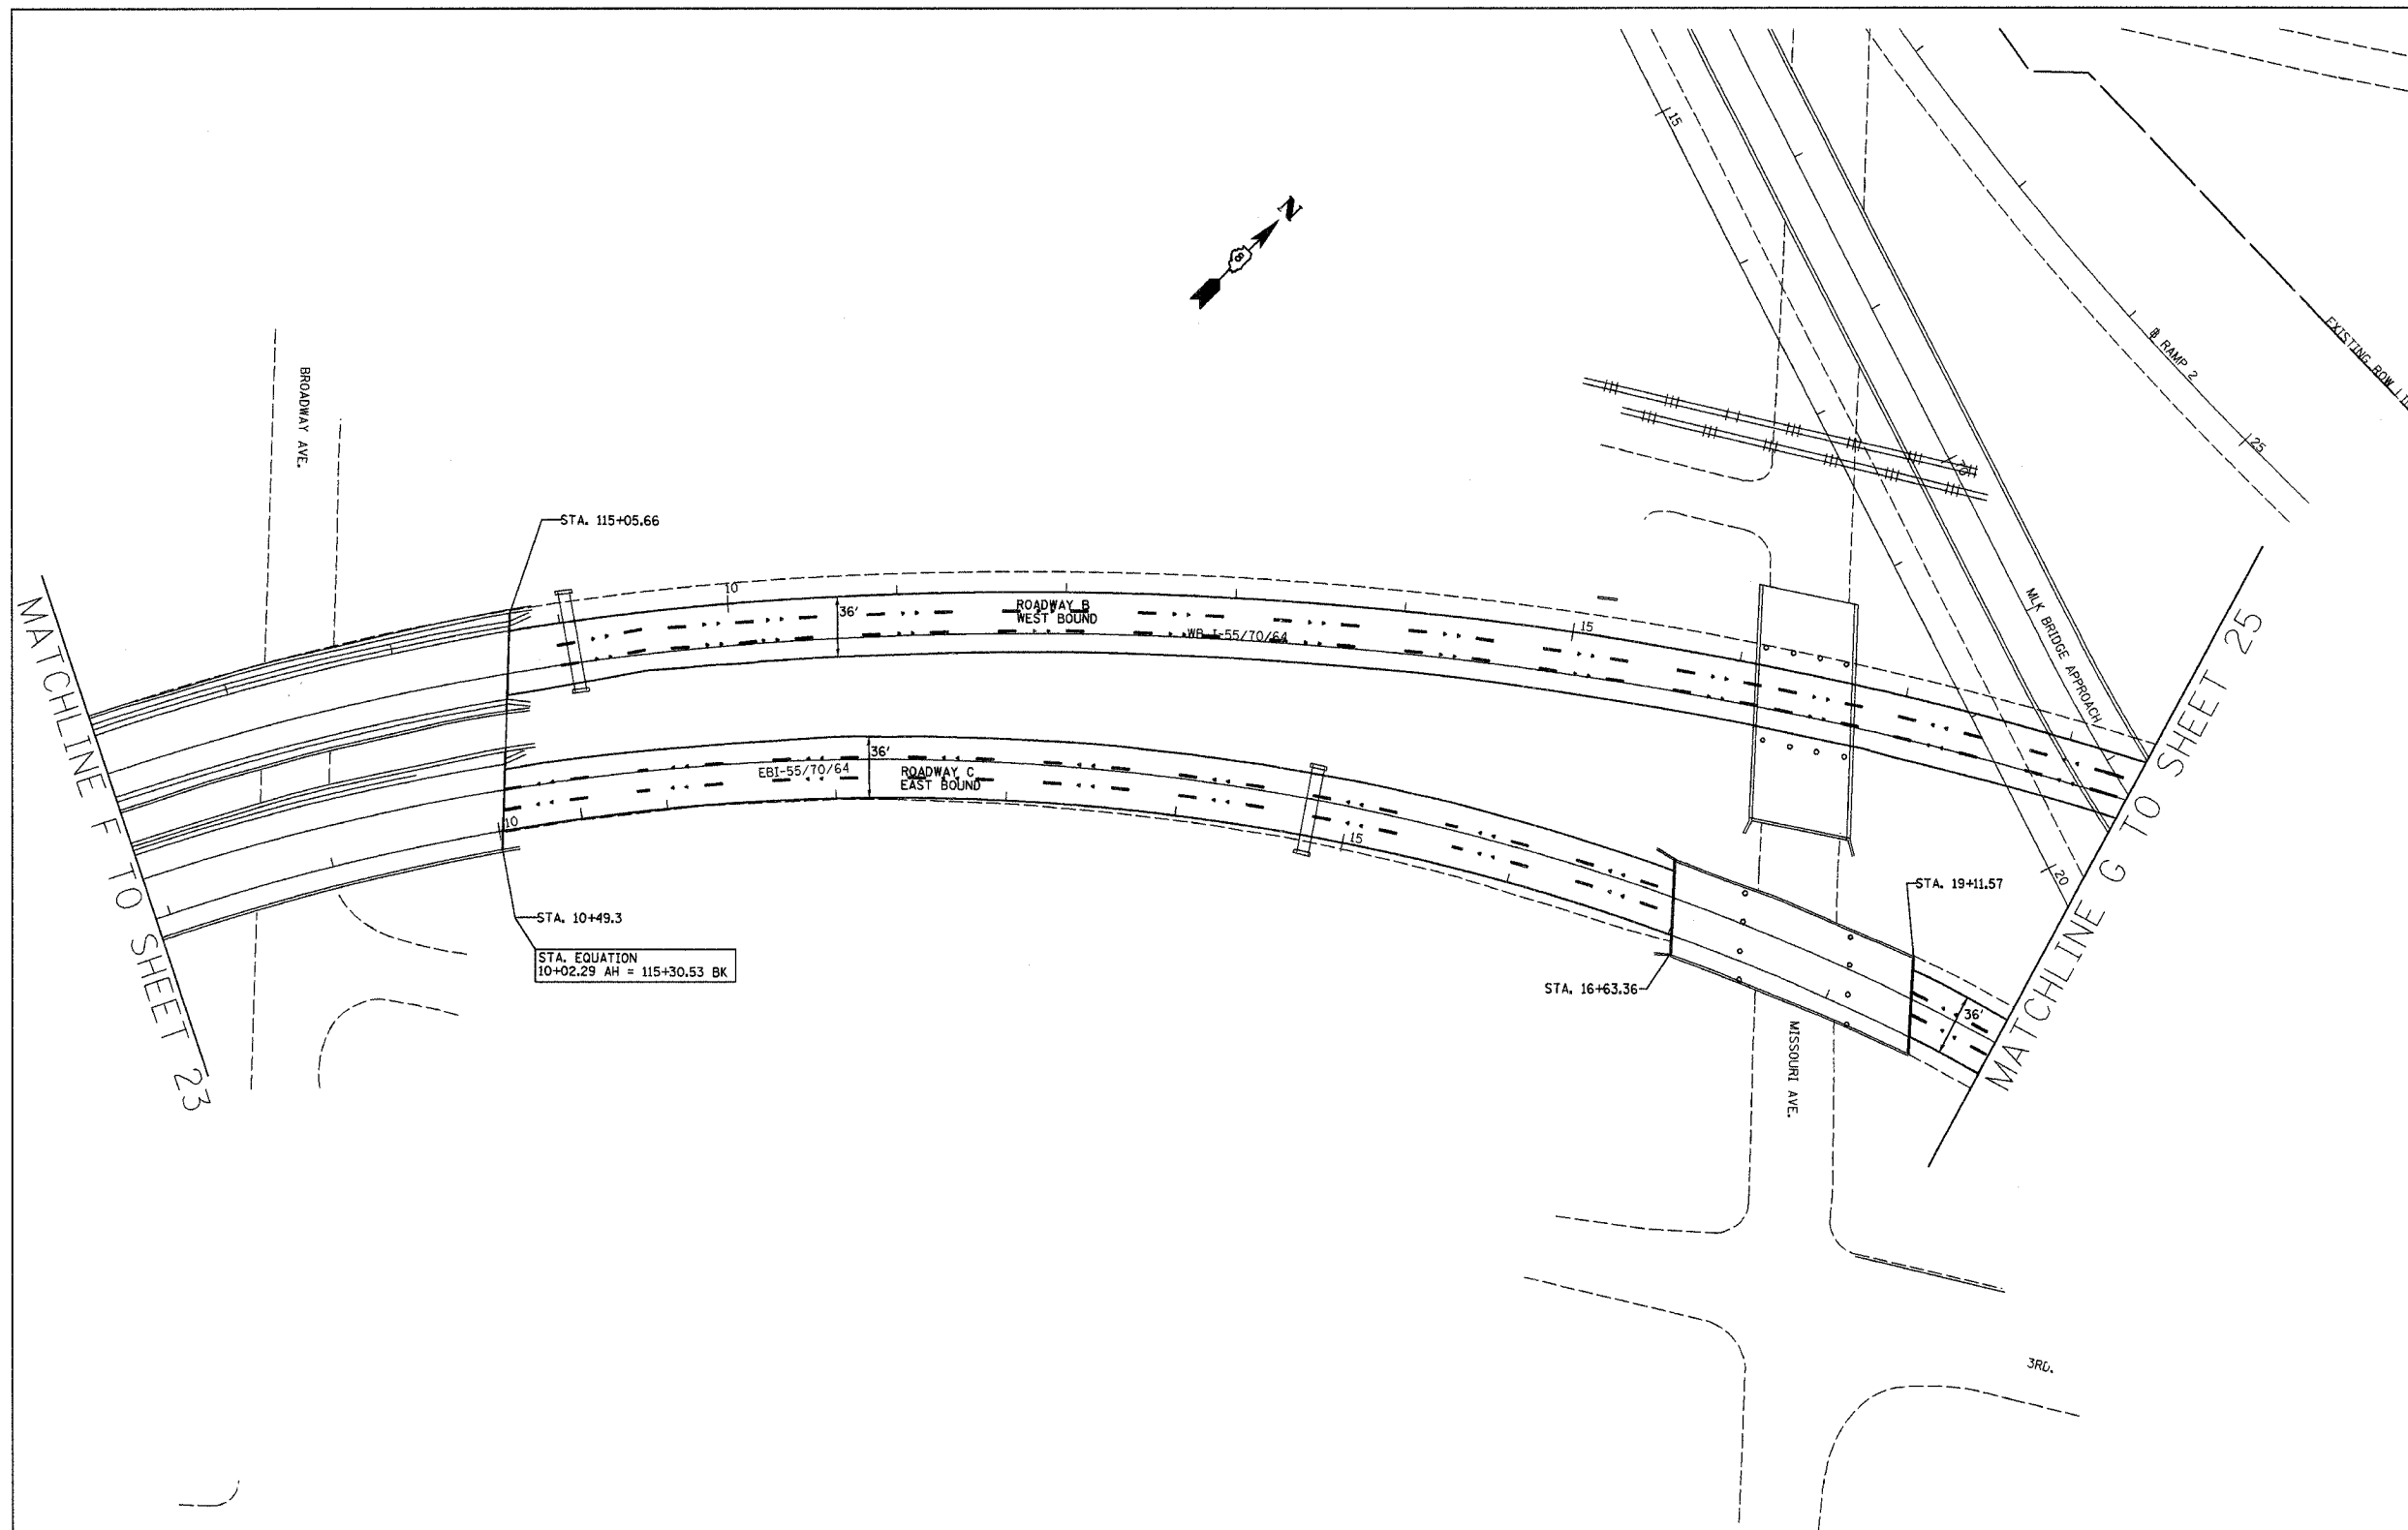 N
8
15
BROADWAY AVE.
RAMP 2
EXISTING ROW
25
STA. 115+05.66
MATCHLINE F TO SHEET 23
10
36'
ROADWAY B
WEST BOUND
WB I-55/70/64
15
MLK BRIDGE APPROACH
MATCHLINE G TO SHEET 25
EBI-55/70/64
36'
ROADWAY C
EAST BOUND
10
15
20
STA. 10+49.3
STA. EQUATION
10+02.29 AH = 115+30.53 BK
STA. 19+11.57
STA. 16+63.36
36'
MISSOURI AVE.
3RD.